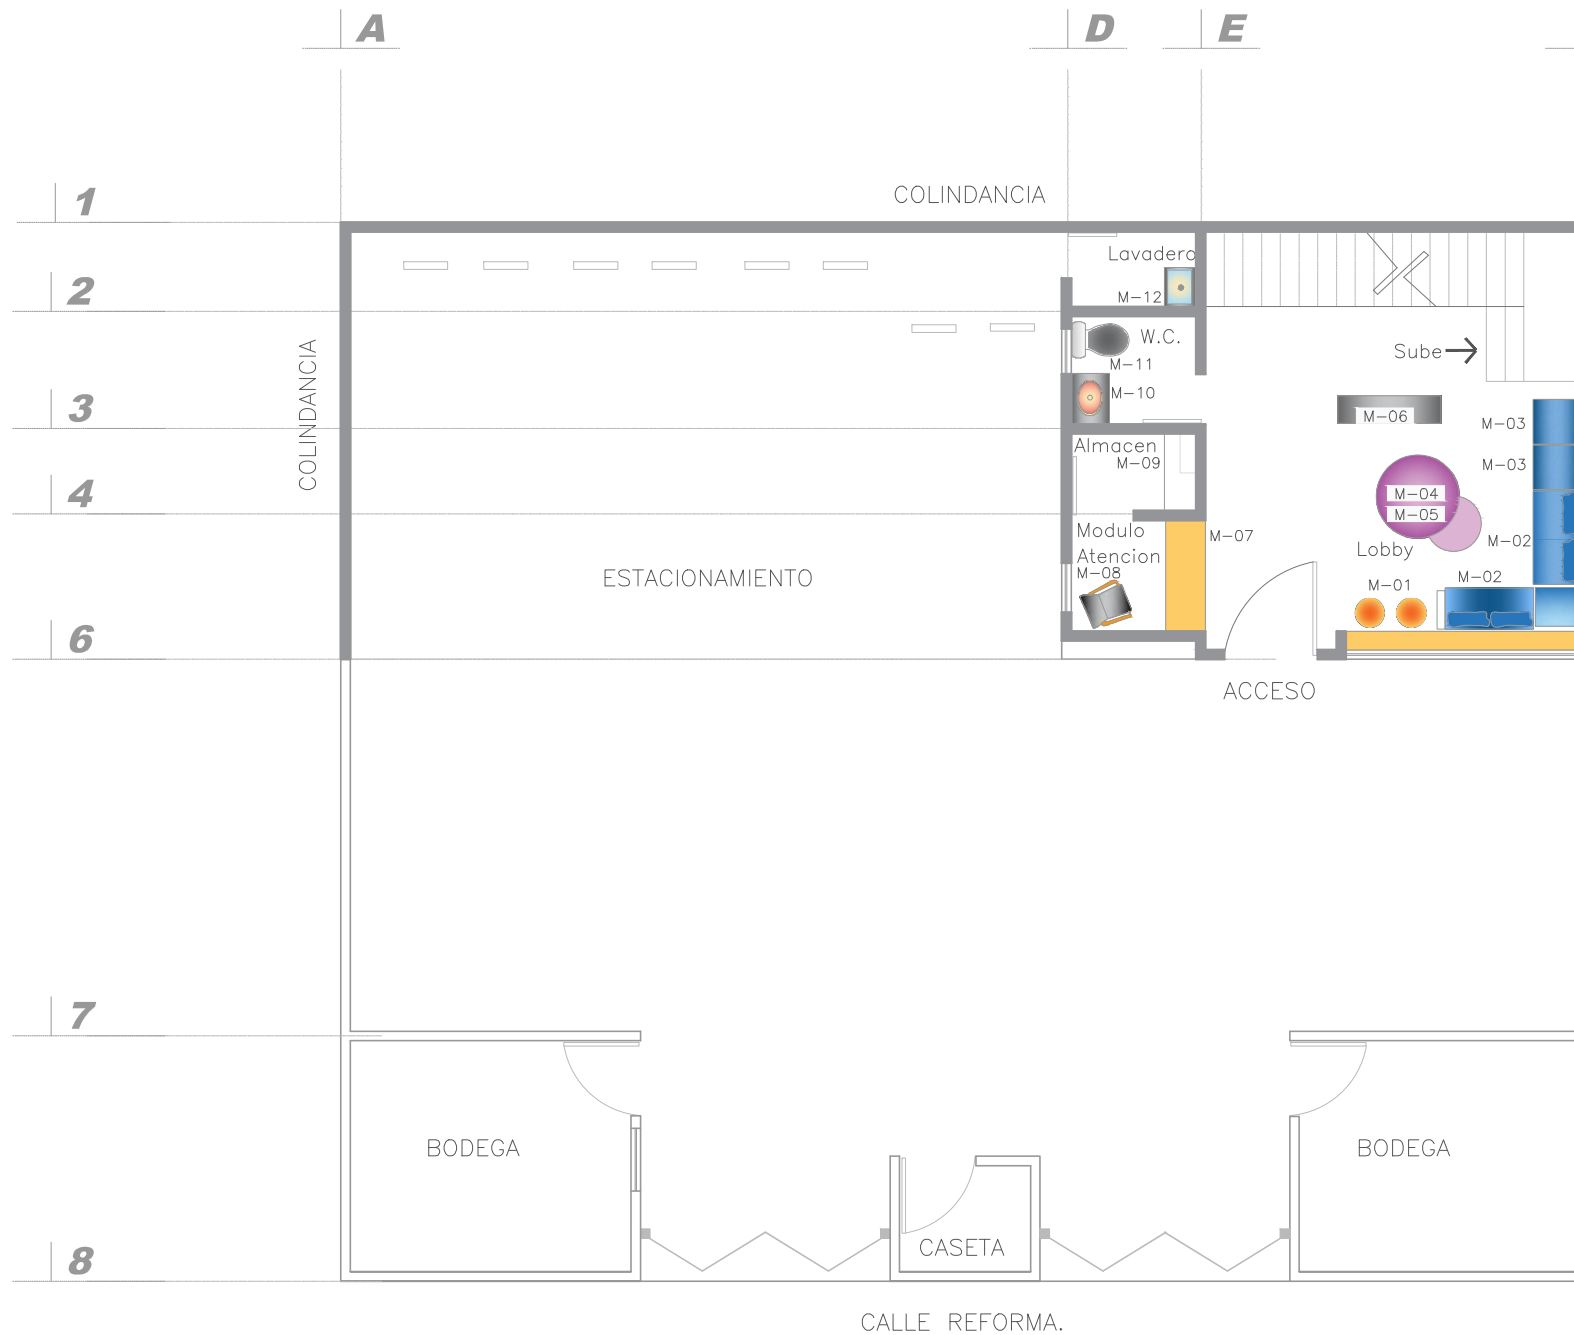 A
D
E
1
COLINDANCIA
2
Lavadero
M-12
W.C.
M-11
M-10
Sube
COLINDANCIA
3
M-06
M-03
Almacen
M-09
M-03
4
M-04
M-05
Modulo
Atencion
M-08
M-07
M-02
Lobby
ESTACIONAMIENTO
M-01
M-02
6
ACCESO
7
BODEGA
BODEGA
CASETA
8
CALLE REFORMA.